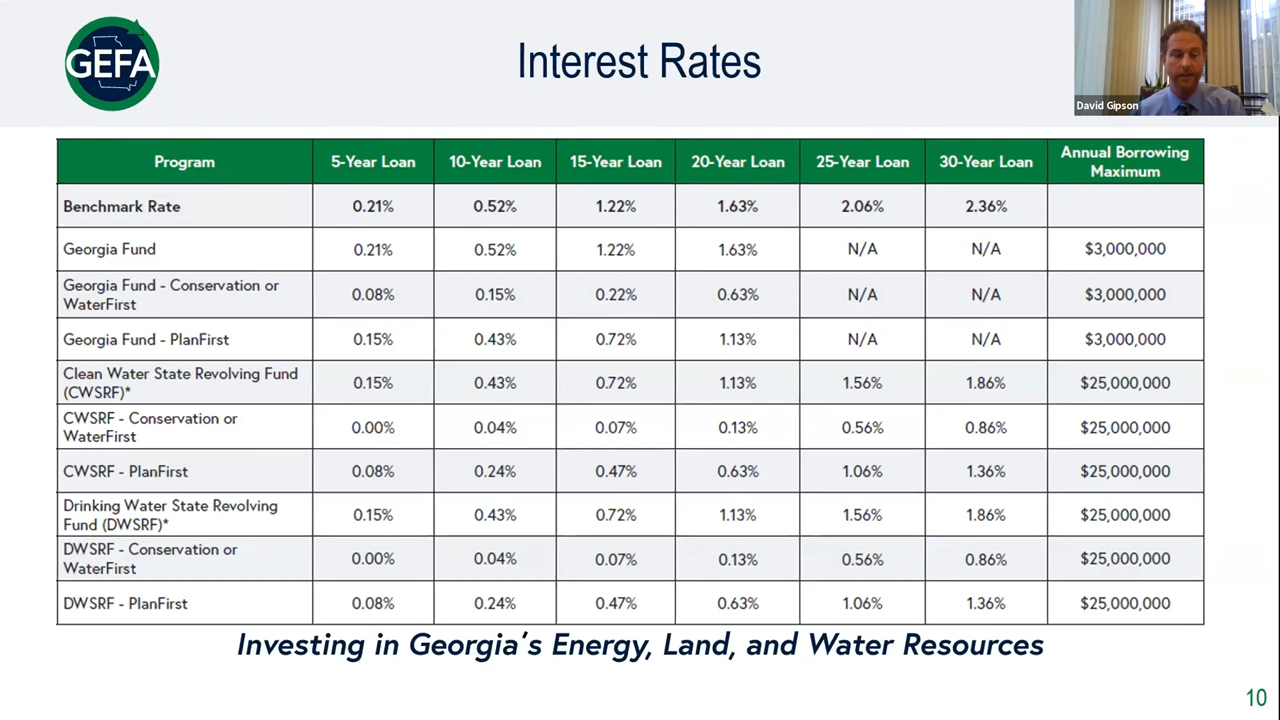 GEFA
Interest Rates
David Gipson
Program 5-Year Loan 10-Year Loan 15-Year Loan 20-Year Loan 25-Year Loan 30-Year Loan Annual Borrowing
Maximum
Benchmark Rate 0.21% 0.52% 1.22% 1.63% 2.06% 2.36%
Georgia Fund 0.21% 0.52% 1.22% 1.63% N/A N/A $3,000,000
Georgia Fund - Conservation or
WaterFirst 0.08% 0.15% 0.22% 0.63% N/A N/A $3,000,000
Georgia Fund - PlanFirst 0.15% 0.43% 0.72% 1.13% N/A N/A $3,000,000
Clean Water State Revolving Fund
(CWSRF)* 0.15% 0.43% 0.72% 1.13% 1.56% 1.86% $25,000,000
CWSRF - Conservation or
WaterFirst 0.00% 0.04% 0.07% 0.13% 0.56% 0.86% $25,000,000
CWSRF - PlanFirst 0.08% 0.24% 0.47% 0.63% 1.06% 1.36% $25,000,000
Drinking Water State Revolving
Fund (DWSRF)* 0.15% 0.43% 0.72% 1.13% 1.56% 1.86% $25,000,000
DWSRF - Conservation or
WaterFirst 0.00% 0.04% 0.07% 0.13% 0.56% 0.86% $25,000,000
DWSRF - PlanFirst 0.08% 0.24% 0.47% 0.63% 1.06% 1.36% $25,000,000
Investing in Georgia's Energy, Land, and Water Resources
10